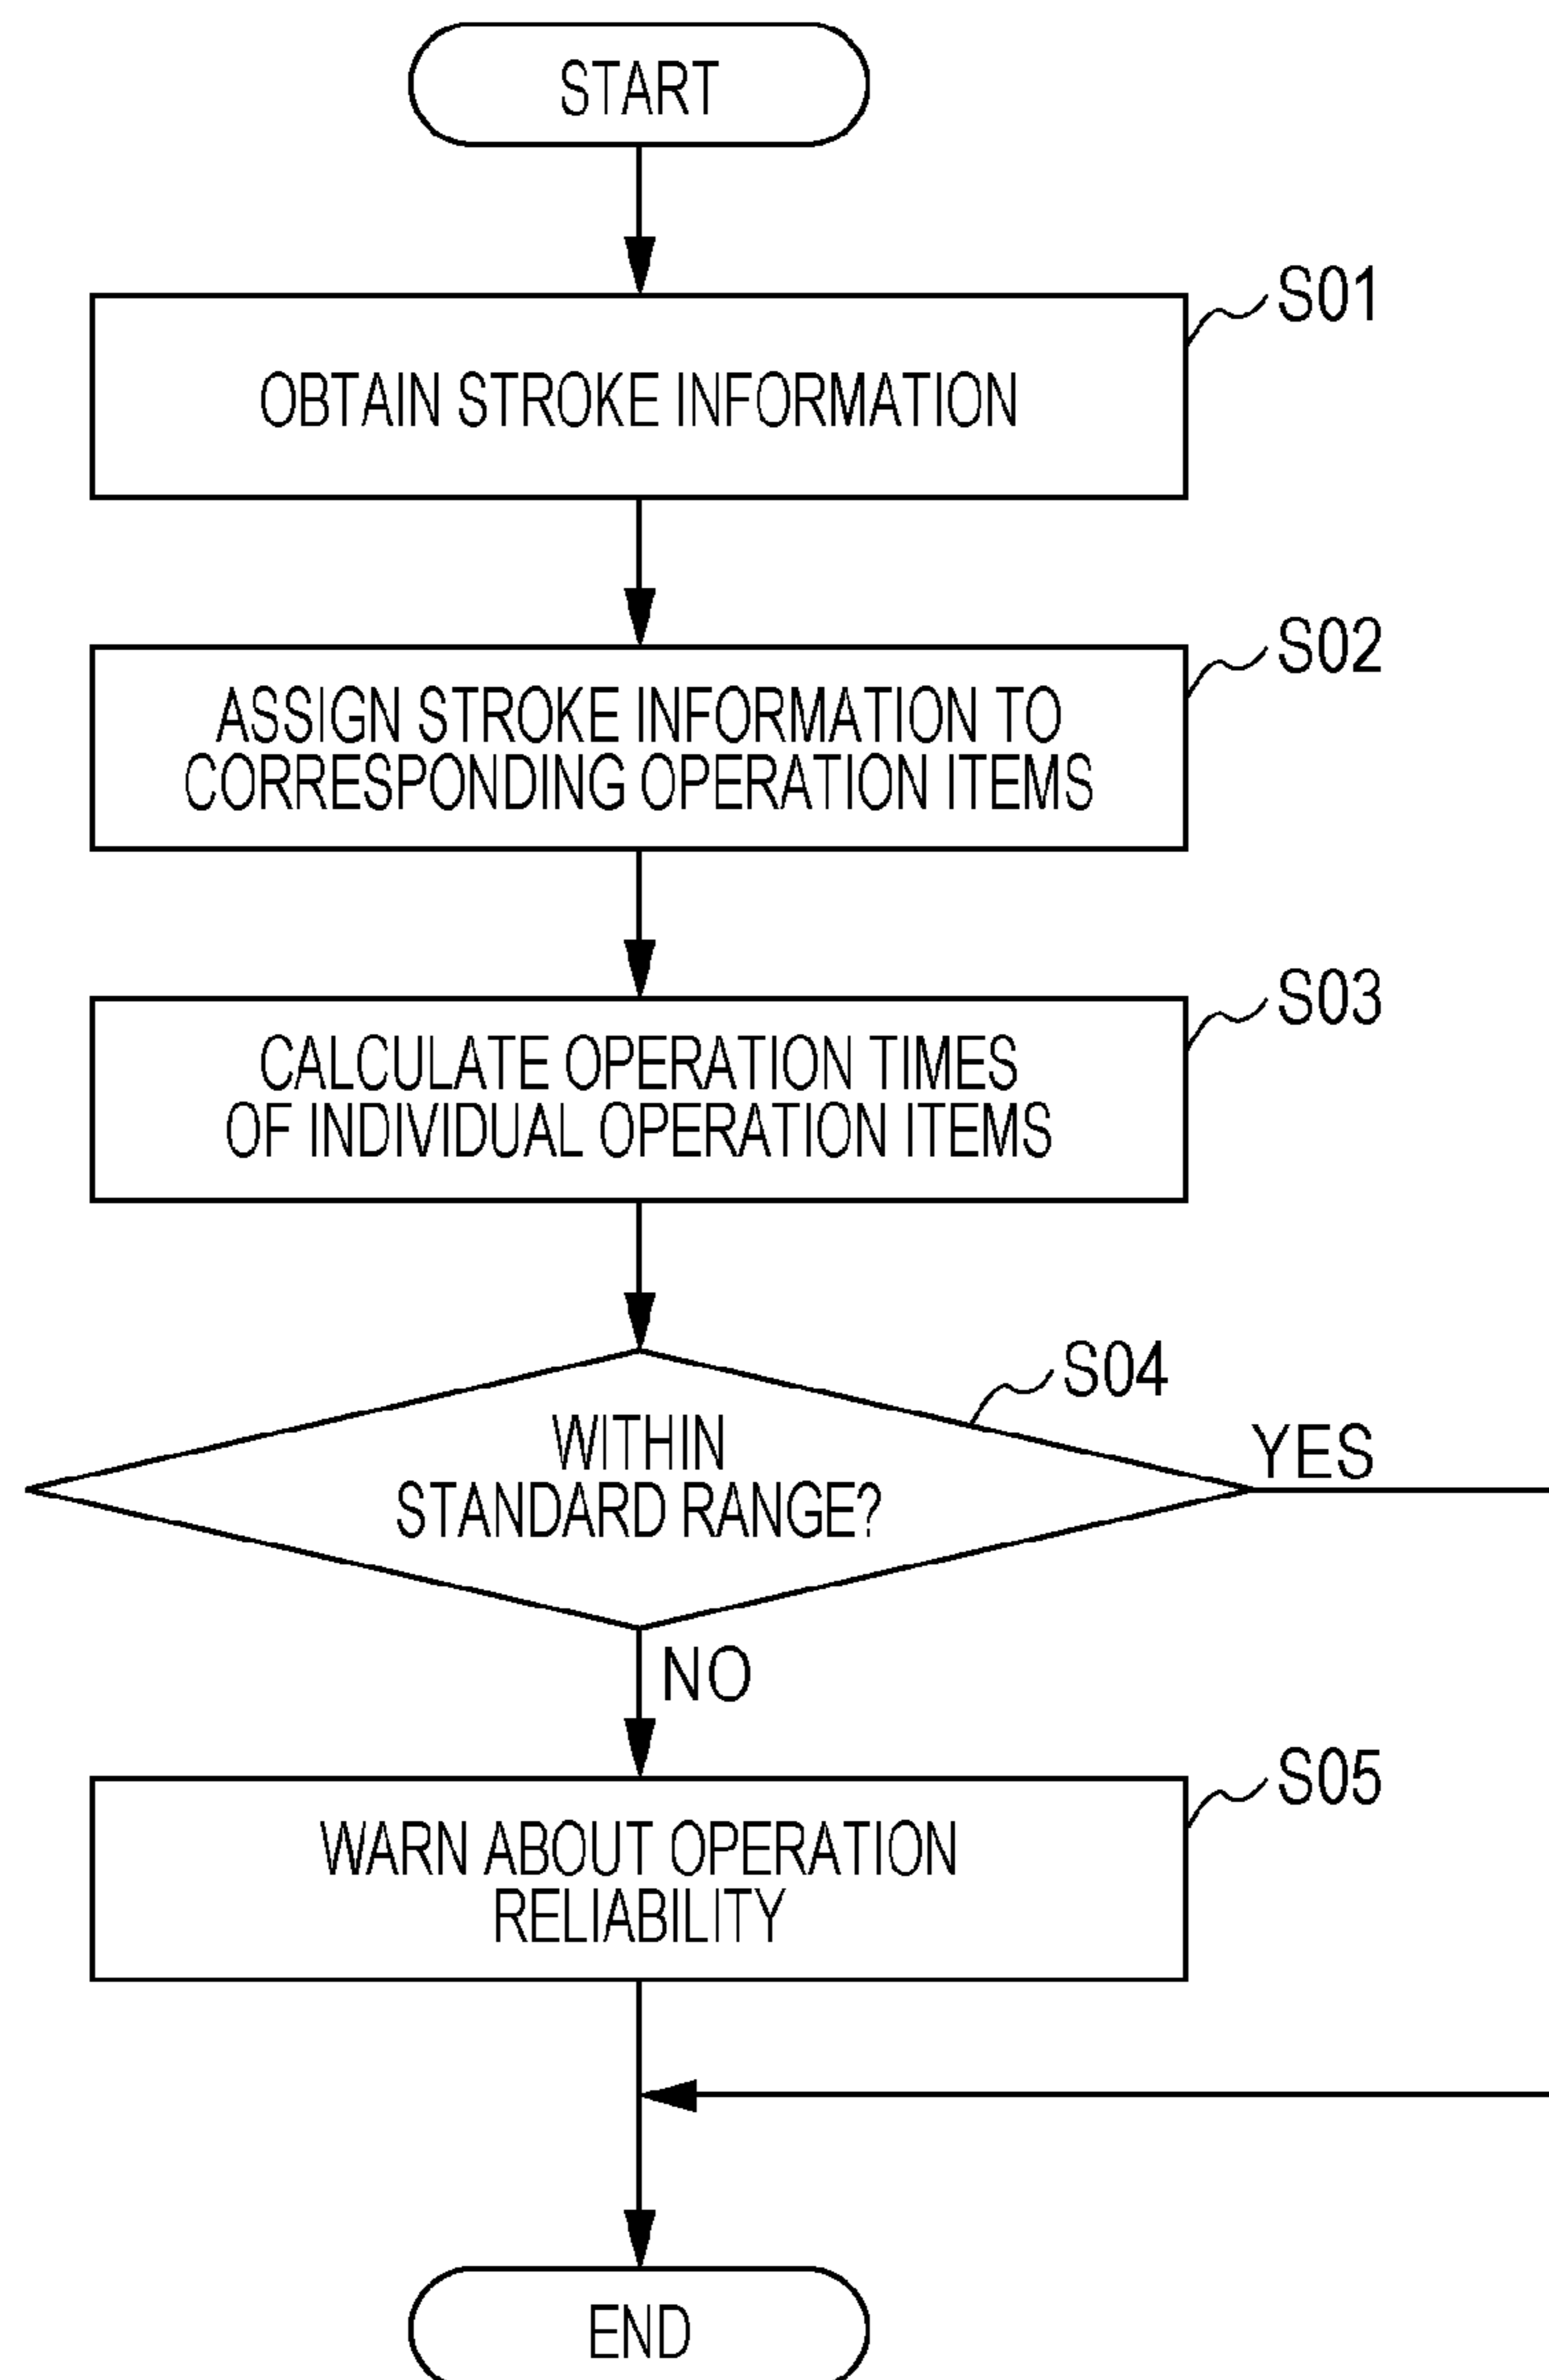 START
S01
OBTAIN STROKE INFORMATION
S02
ASSIGN STROKE INFORMATION TO
CORRESPONDING OPERATION ITEMS
S03
CALCULATE OPERATION TIMES
OF INDIVIDUAL OPERATION ITEMS
S04
WITHIN
STANDARD RANGE?
YES
NO
S05
WARN ABOUT OPERATION
RELIABILITY
END